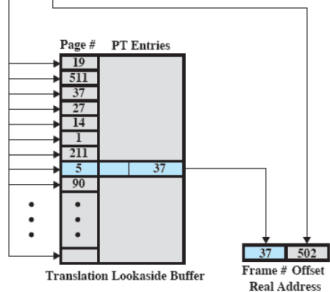 Page # PT Entries
19
511
37
27
14
1
211
5 37
90
37 502
Frame # Offset
Translation Lookaside Buffer
Real Address